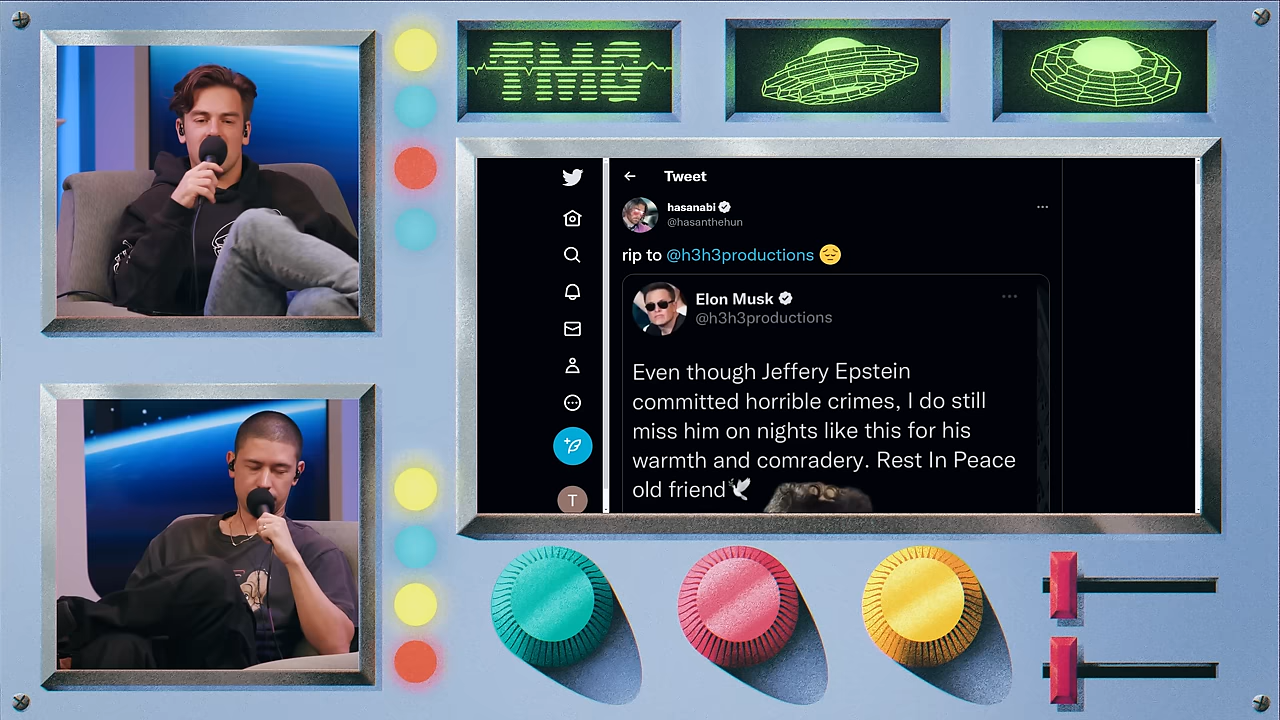 TMG
Tweet
hasanabi
@hasanthehun
rip to @h3h3productions 😔
Elon Musk
@h3h3productions
Even though Jeffery Epstein
committed horrible crimes, I do still
miss him on nights like this for his
warmth and comradery. Rest In Peace
old friend🕊
T